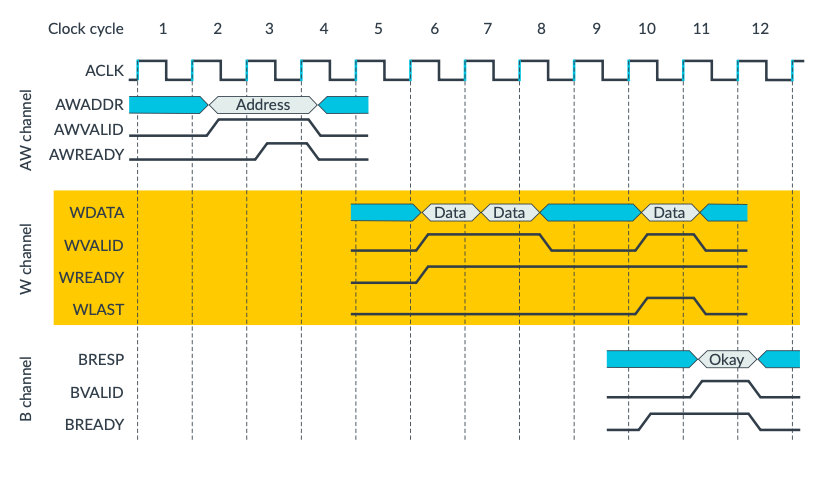 Clock cycle 1 2 3 4 5 6 7 8 9 10 11 12
ACLK
AW channel
AWADDR Address
AWVALID
AWREADY
W channel
WDATA Data Data Data
WVALID
WREADY
WLAST
B channel
BRESP Okay
BVALID
BREADY